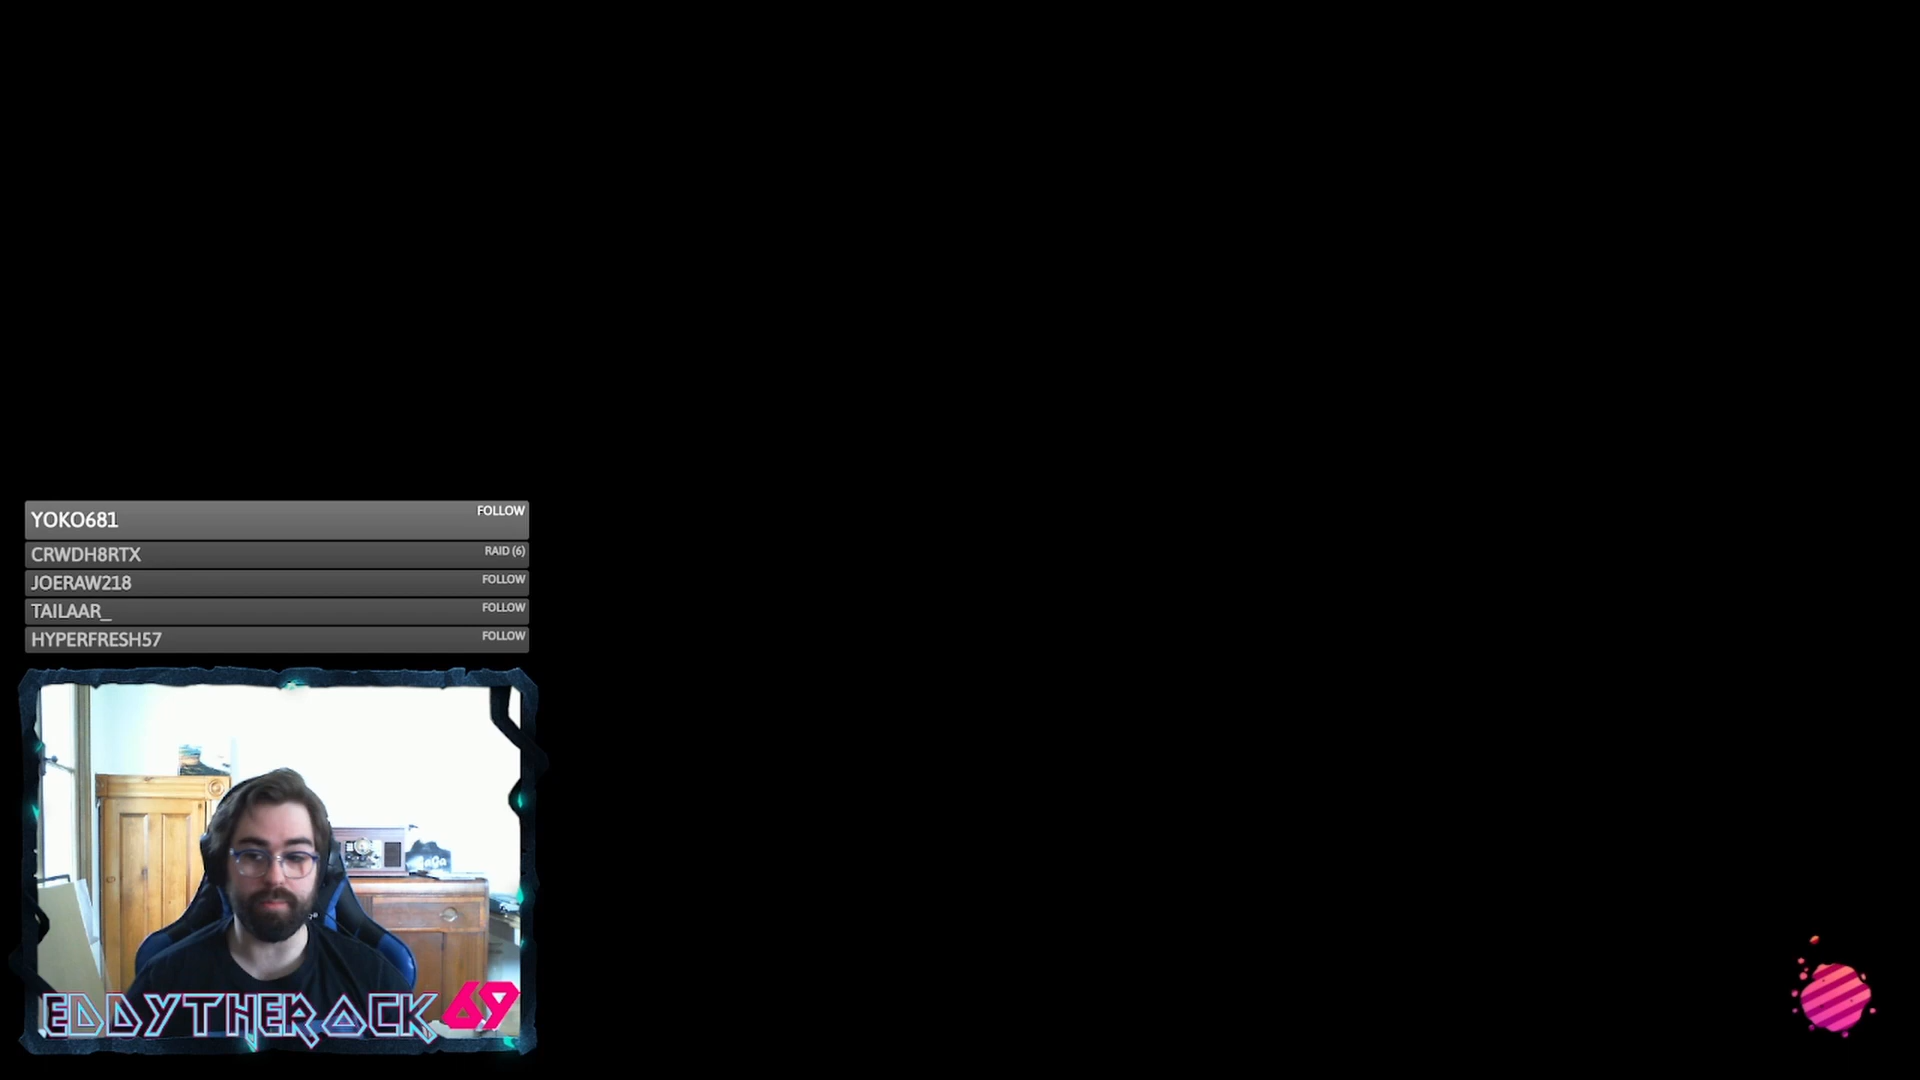 YOKO681 FOLLOW
CRWDH8RTX RAID (6)
JOERAW218 FOLLOW
TAILAAR_ FOLLOW
HYPERFRESH57 FOLLOW
EDDYTHEROCK69